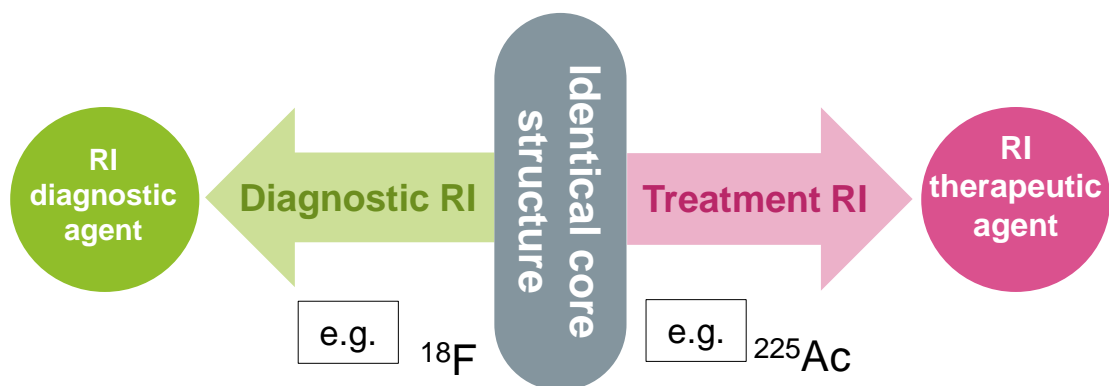 RI
diagnostic
agent
Diagnostic RI
Identical core
structure
Treatment RI
RI
therapeutic
agent
e.g.
¹⁸F
e.g.
²²⁵Ac